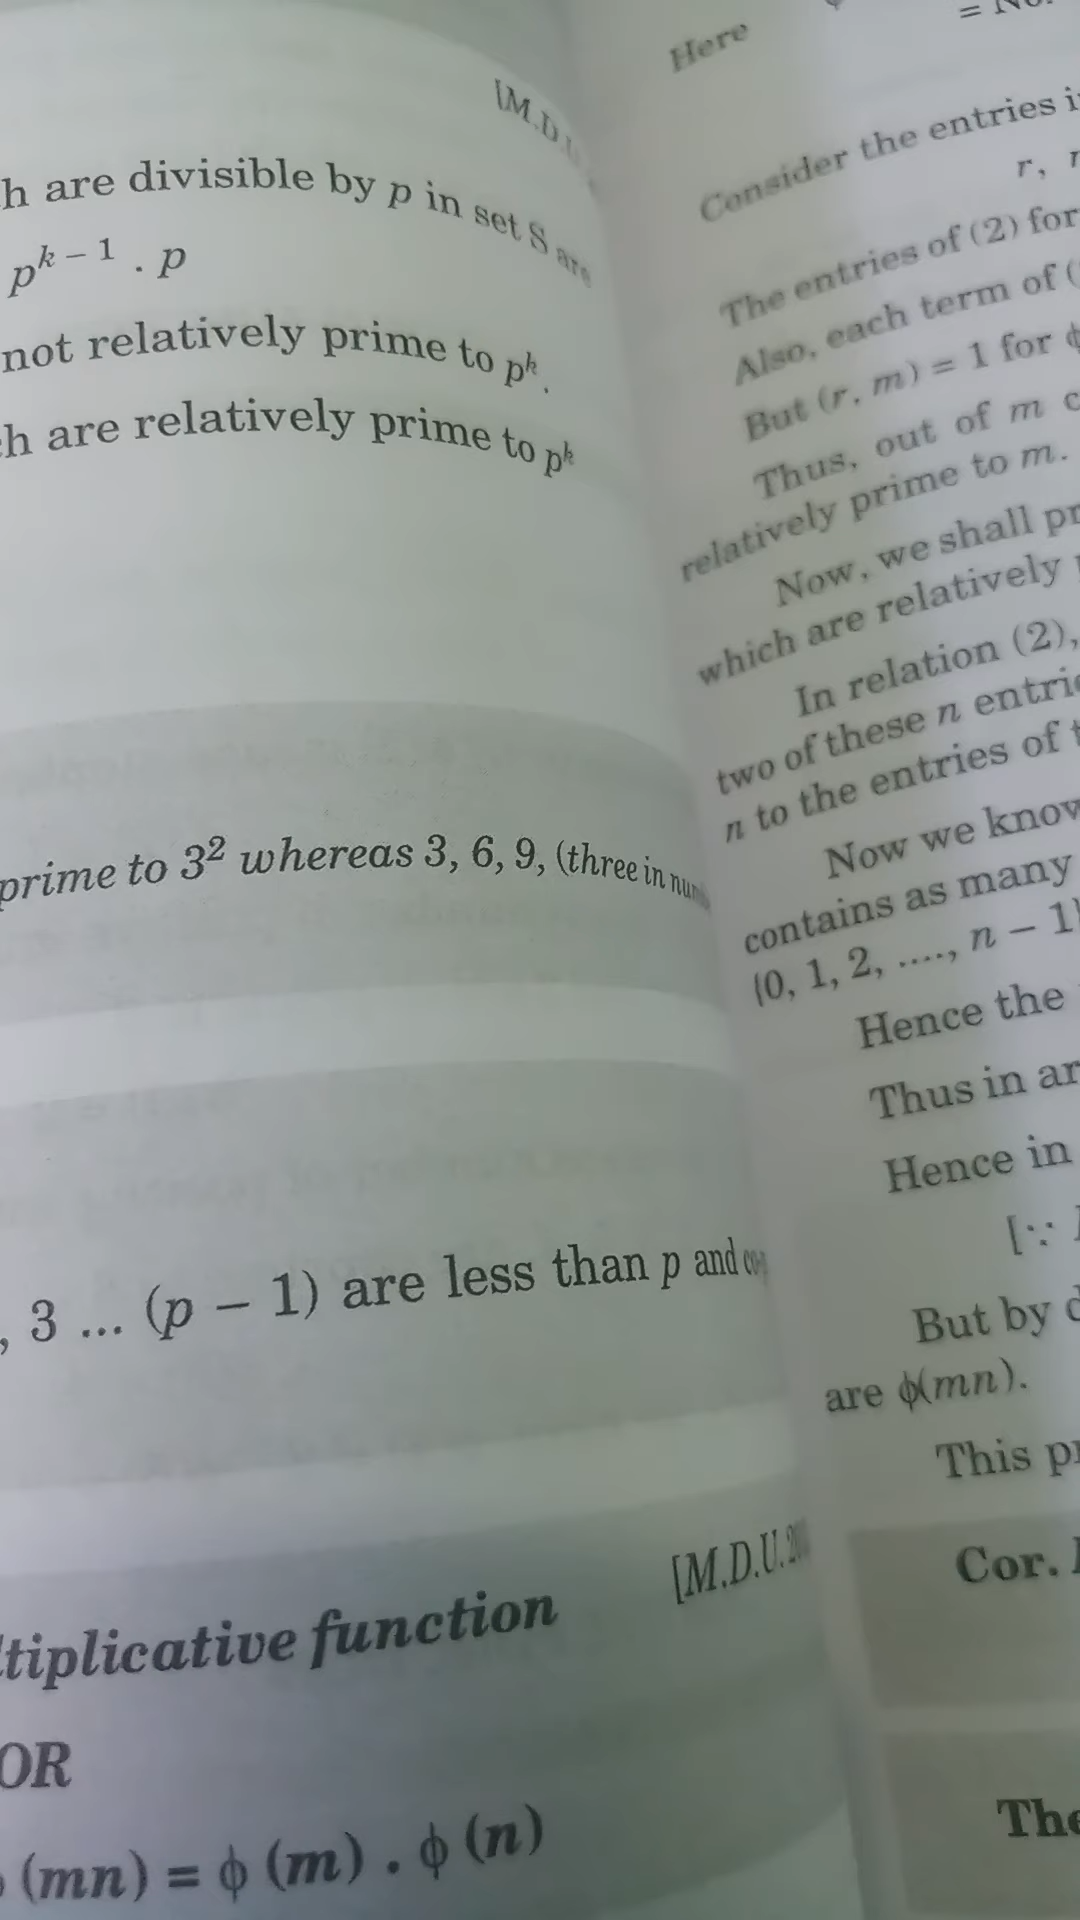 [M.D.
h are divisible by p in set S are
p^{k – 1} . p
not relatively prime to p^k.
h are relatively prime to p^k
prime to 3² whereas 3, 6, 9, (three in
, 3 ... (p – 1) are less than p and
[M.D.U.
tiplicative function
OR
(mn) = ϕ (m) . ϕ (n)
Here
= No.
Consider the entries i
r,
The entries of (2) for
Also, each term of (
But (r, m) = 1 for ϕ
Thus, out of m c
relatively prime to m.
Now, we shall pr
which are relatively
In relation (2),
two of these n entrie
n to the entries of t
Now we know
contains as many
{0, 1, 2, ...., n – 1}
Hence the
Thus in ar
Hence in
[∵
But by d
are ϕ(mn).
This pr
Cor.
The